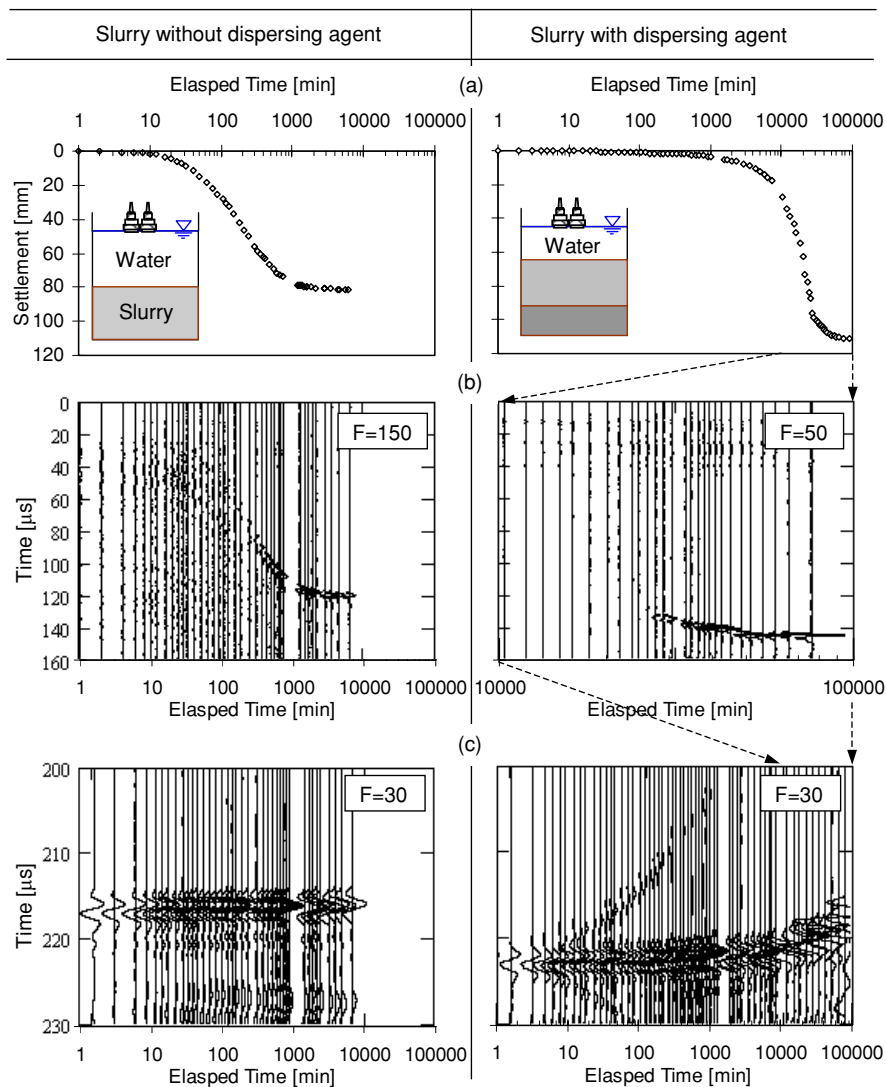 Slurry without dispersing agent
Slurry with dispersing agent
(a)
Elasped Time [min]
Elapsed Time [min]
1 10 100 1000 10000 100000
1 10 100 1000 10000 100000
Settlement [mm]
0
20
40
60
80
100
120
Water
Slurry
Water
(b)
Time [μs]
0
20
40
60
80
100
120
140
160
F=150
F=50
1 10 100 1000 10000 100000
10000 100000
Elasped Time [min]
Elasped Time [min]
(c)
Time [μs]
200
210
220
230
F=30
F=30
1 10 100 1000 10000 100000
1 10 100 1000 10000 100000
Elasped Time [min]
Elasped Time [min]